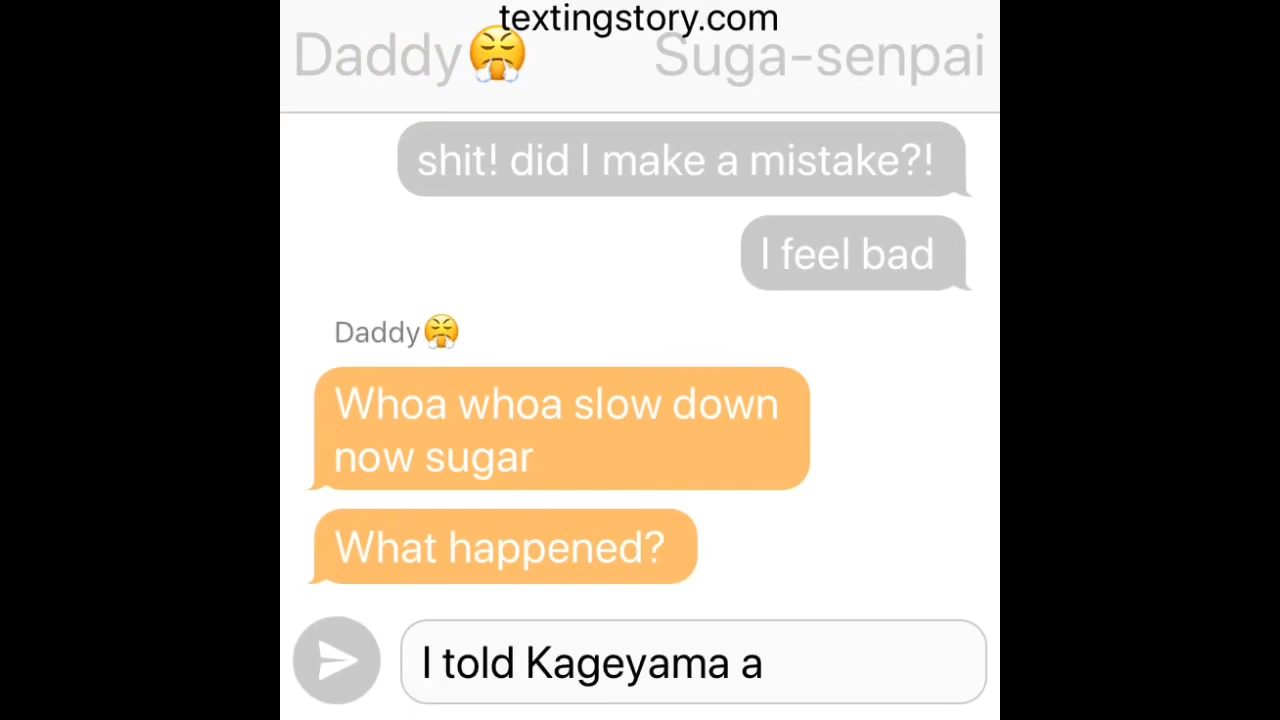 textingstory.com
Daddy😤 Suga-senpai
shit! did I make a mistake?!
I feel bad
Daddy😤
Whoa whoa slow down
now sugar
What happened?
I told Kageyama a